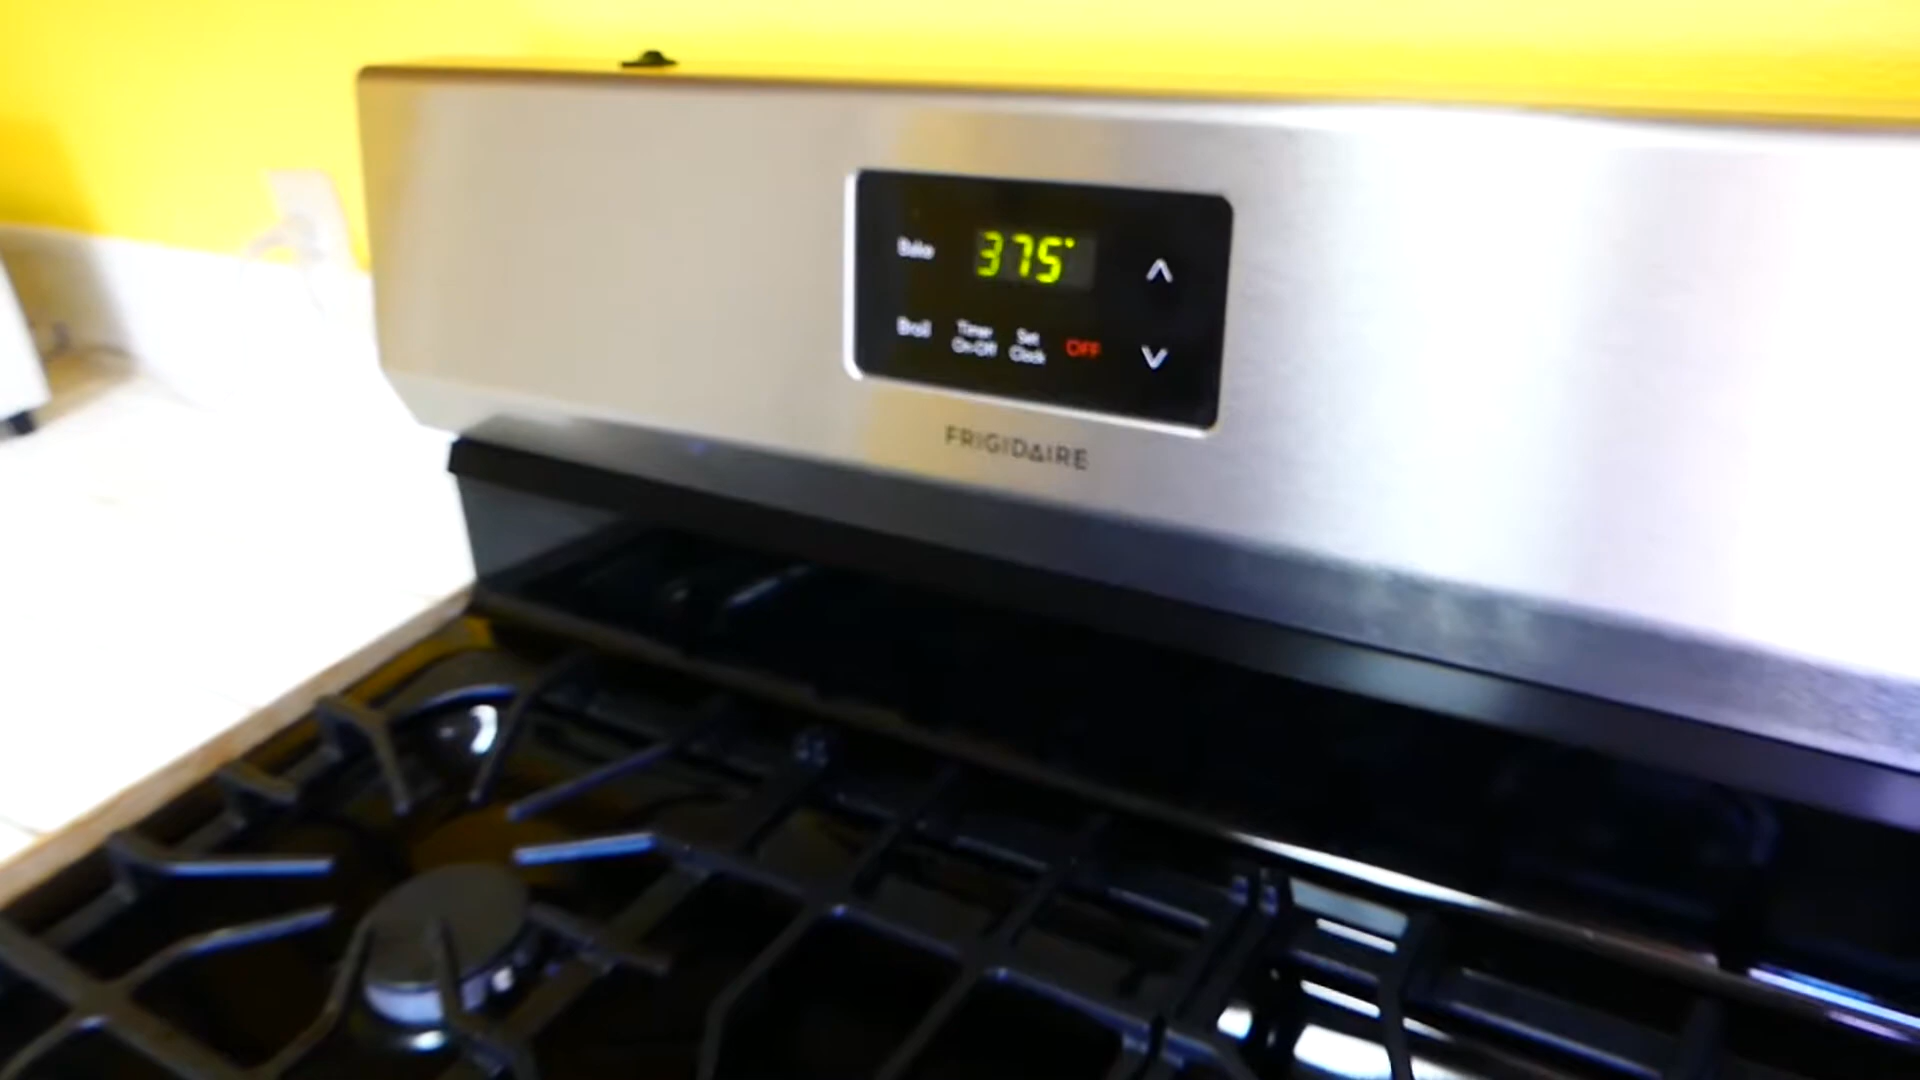 Bake
375°
Broil
Timer
On-Off
Set
Clock
OFF
FRIGIDAIRE